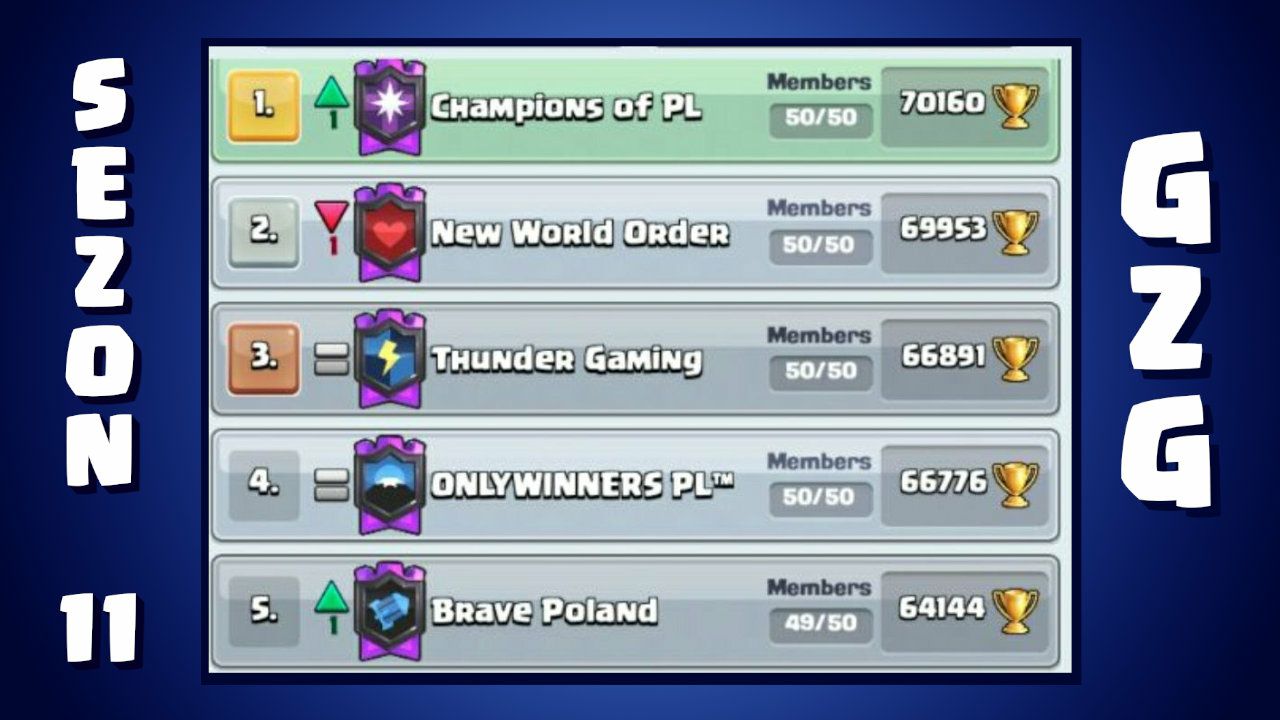 SEZON
11
1. 1 Champions of PL Members 50/50 70160
2. 1 New World Order Members 50/50 69953
3. Thunder Gaming Members 50/50 66891
4. ONLYWINNERS PL™ Members 50/50 66776
5. 1 Brave Poland Members 49/50 64144
GZG